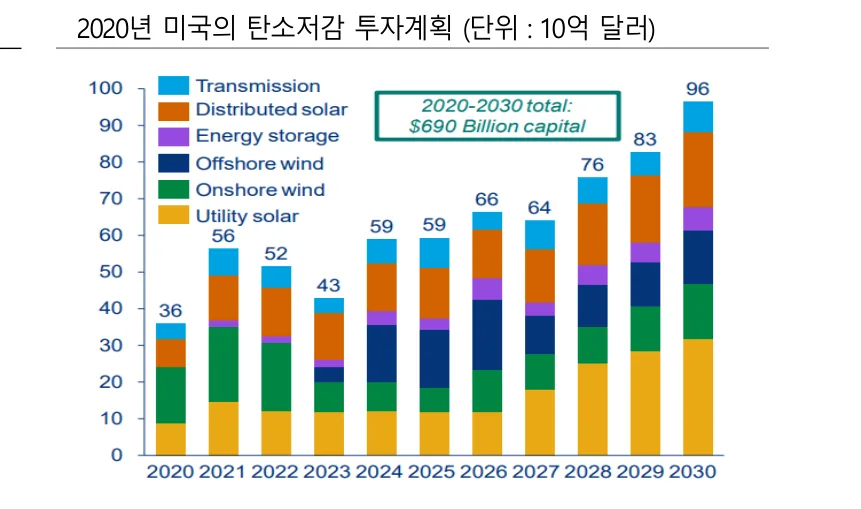 2020년 미국의 탄소저감 투자계획 (단위 : 10억 달러)
Transmission
Distributed solar
Energy storage
Offshore wind
Onshore wind
Utility solar
2020-2030 total:
$690 Billion capital
100
90
80
70
60
50
40
30
20
10
0
36
56
52
43
59
59
66
64
76
83
96
2020 2021 2022 2023 2024 2025 2026 2027 2028 2029 2030